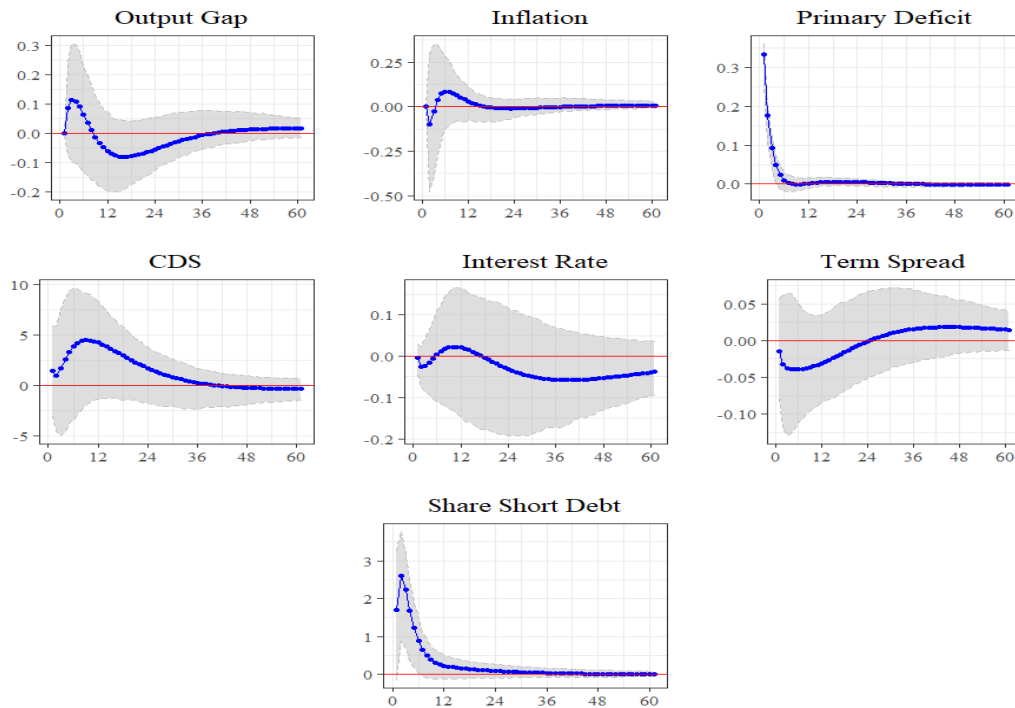 Output Gap
Inflation
Primary Deficit
0.3
0.2
0.1
0.0
-0.1
-0.2
0 12 24 36 48 60
0.25
0.00
-0.25
-0.50
0 12 24 36 48 60
0.3
0.2
0.1
0.0
0 12 24 36 48 60
CDS
Interest Rate
Term Spread
10
5
0
-5
0 12 24 36 48 60
0.1
0.0
-0.1
-0.2
0 12 24 36 48 60
0.05
0.00
-0.05
-0.10
0 12 24 36 48 60
Share Short Debt
3
2
1
0
0 12 24 36 48 60